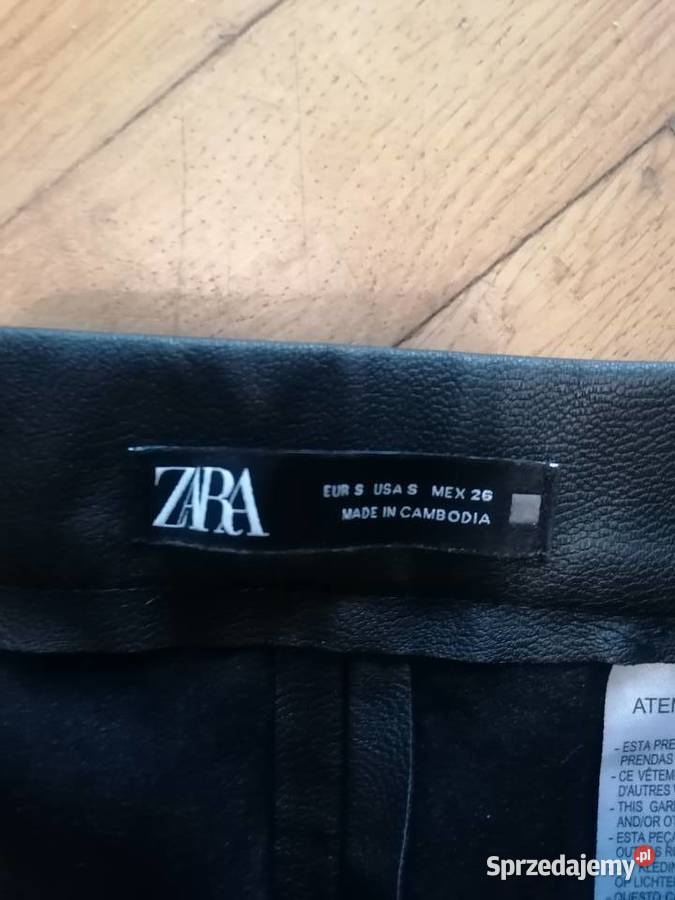 ZARA
EUR S USA S MEX 26
MADE IN CAMBODIA
ATEN
- ESTA PRE
PRENDAS
- CE VÊTEM
D'AUTRES
- THIS GAR
AND/OR OT
- ESTA PEÇA
Sprzedajemy.pl